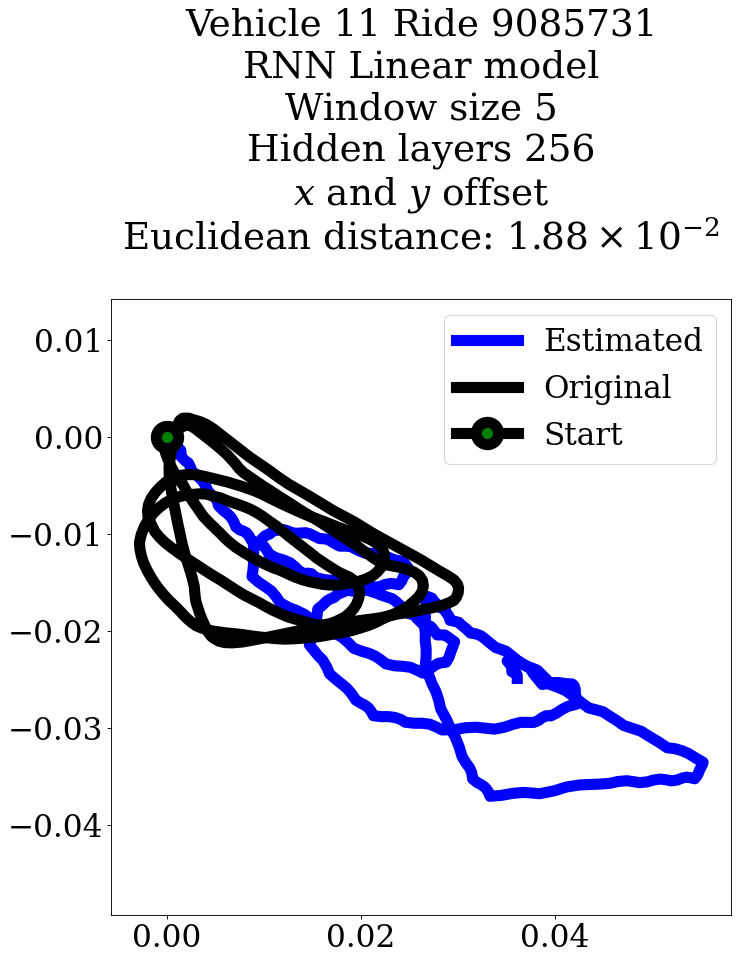 Vehicle 11 Ride 9085731
RNN Linear model
Window size 5
Hidden layers 256
x and y offset
Euclidean distance: 1.88 × 10⁻²
Estimated
Original
Start
0.01
0.00
−0.01
−0.02
−0.03
−0.04
0.00 0.02 0.04